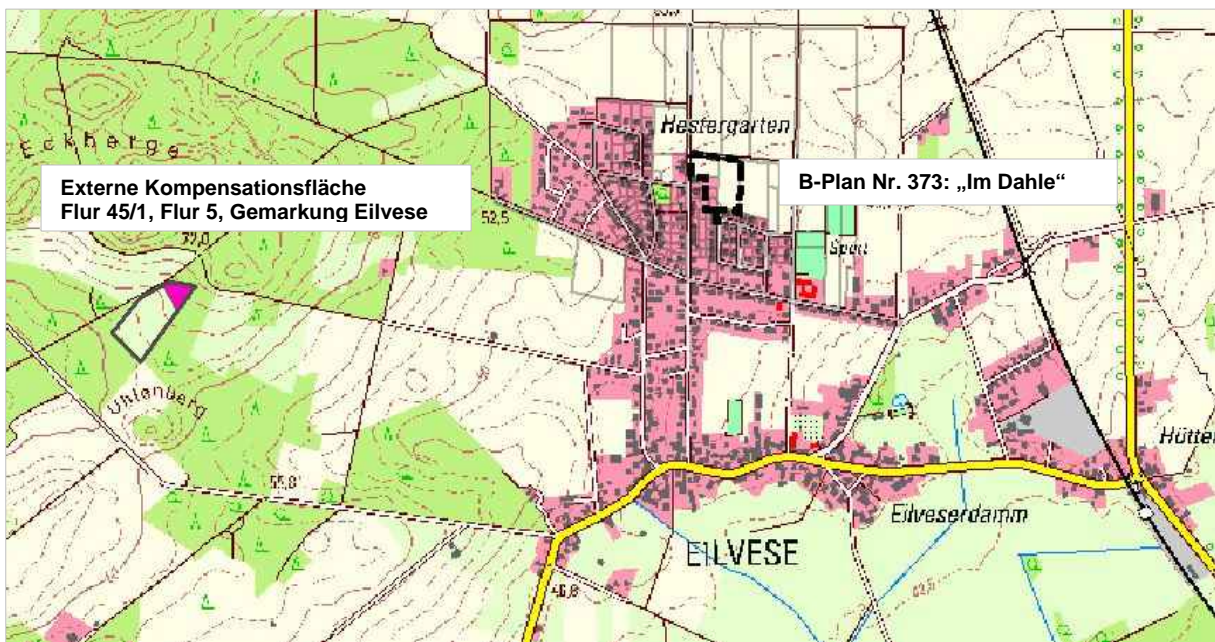 Hestergarten
Eckberge
Externe Kompensationsfläche
Flur 45/1, Flur 5, Gemarkung Eilvese
B-Plan Nr. 373: „Im Dahle“
52,5
Sport
Uhlenberg
55,8
Hütten
Eilveserdamm
EILVESE